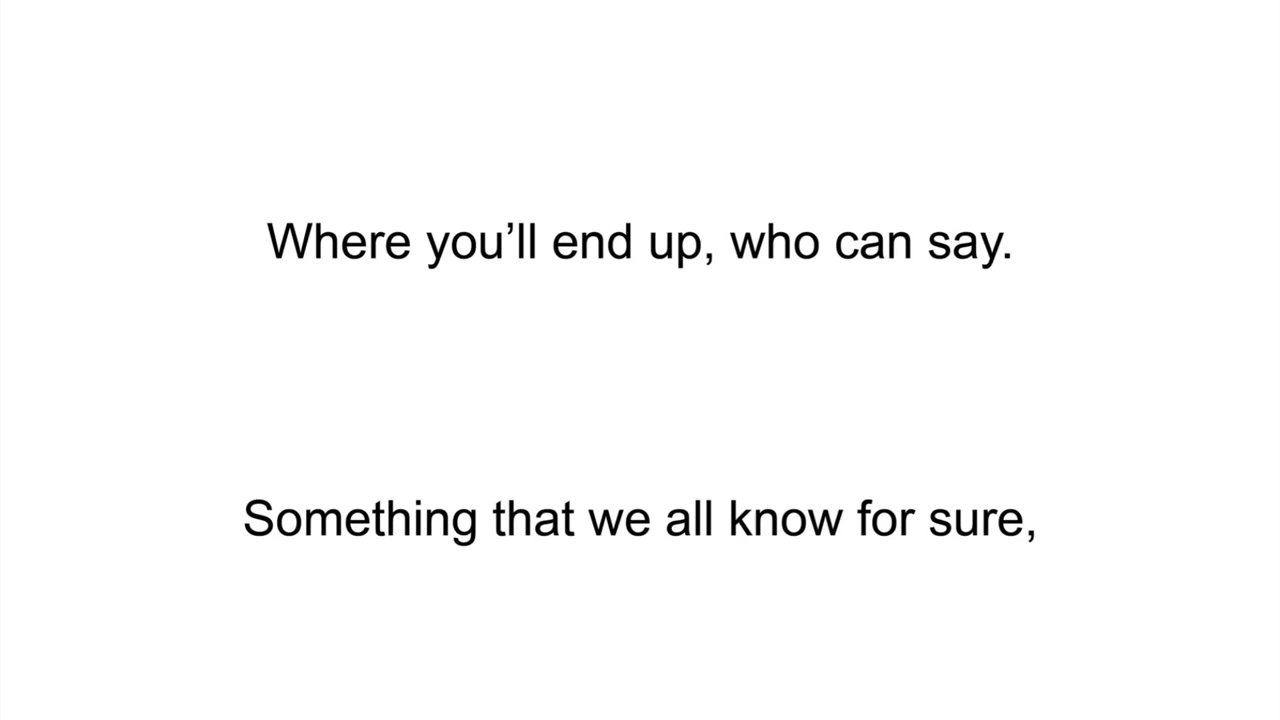 Where you’ll end up, who can say.
Something that we all know for sure,